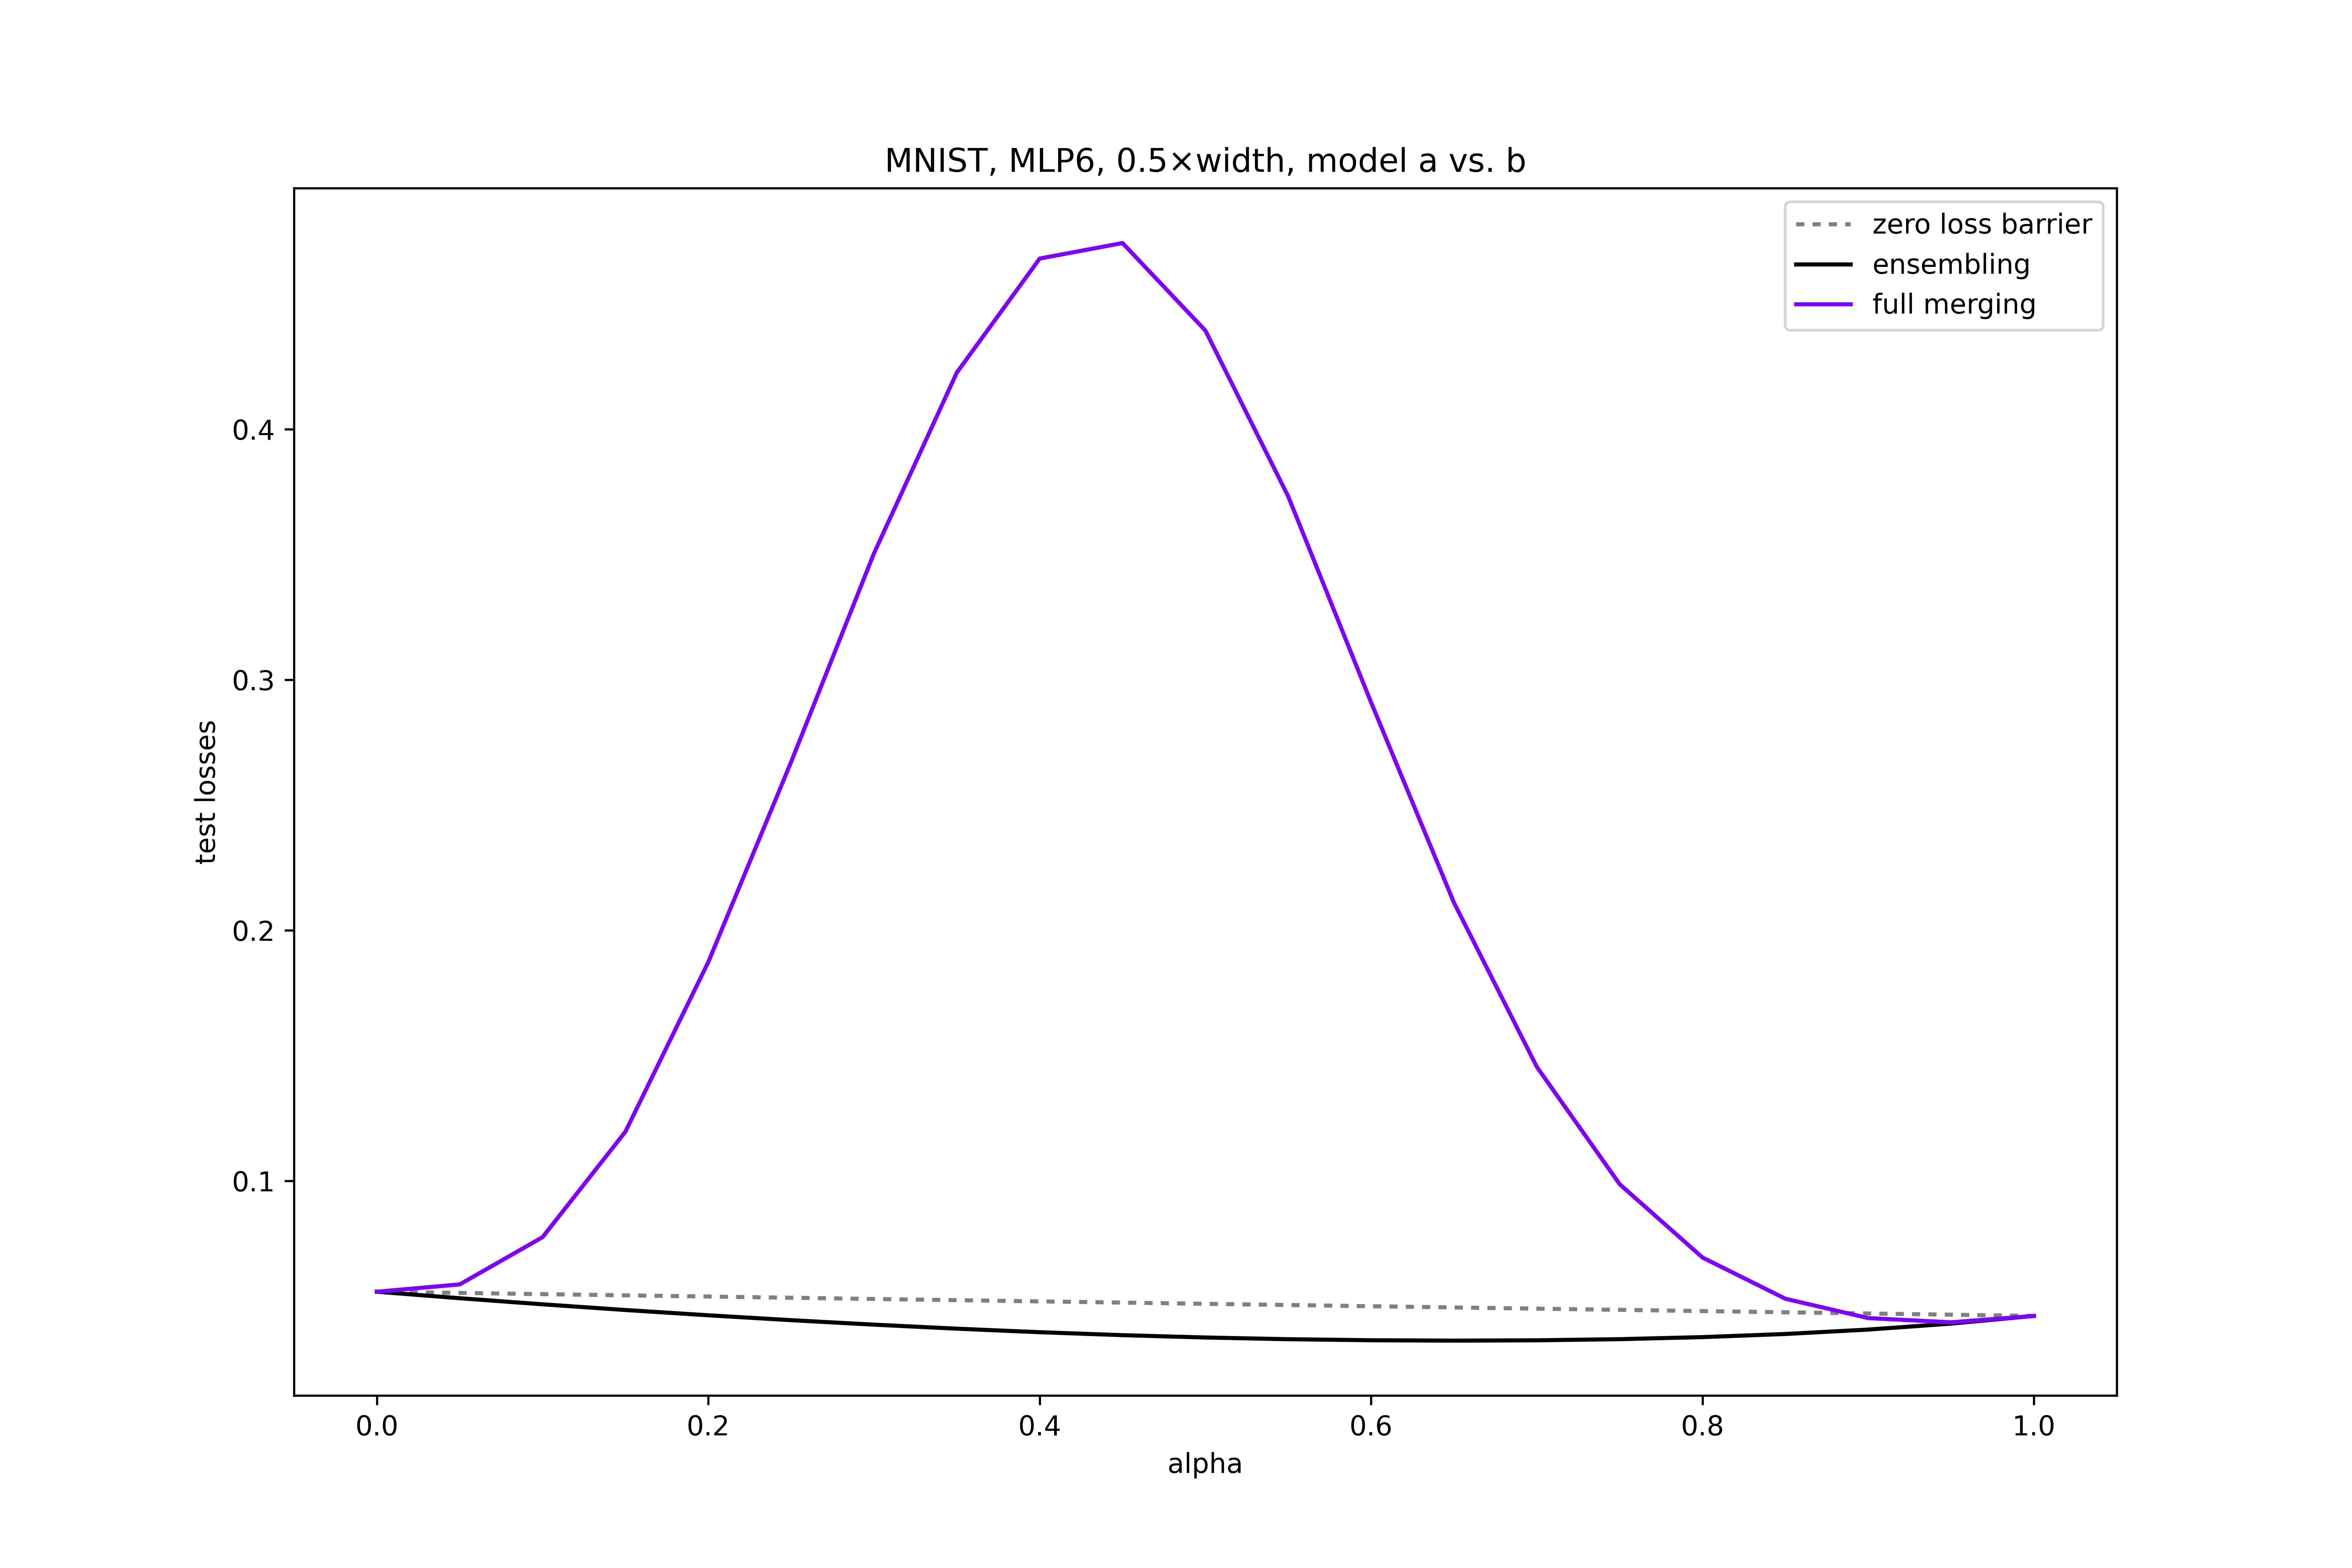 MNIST, MLP6, 0.5×width, model a vs. b
zero loss barrier
ensembling
full merging
test losses
0.4
0.3
0.2
0.1
0.0 0.2 0.4 0.6 0.8 1.0
alpha